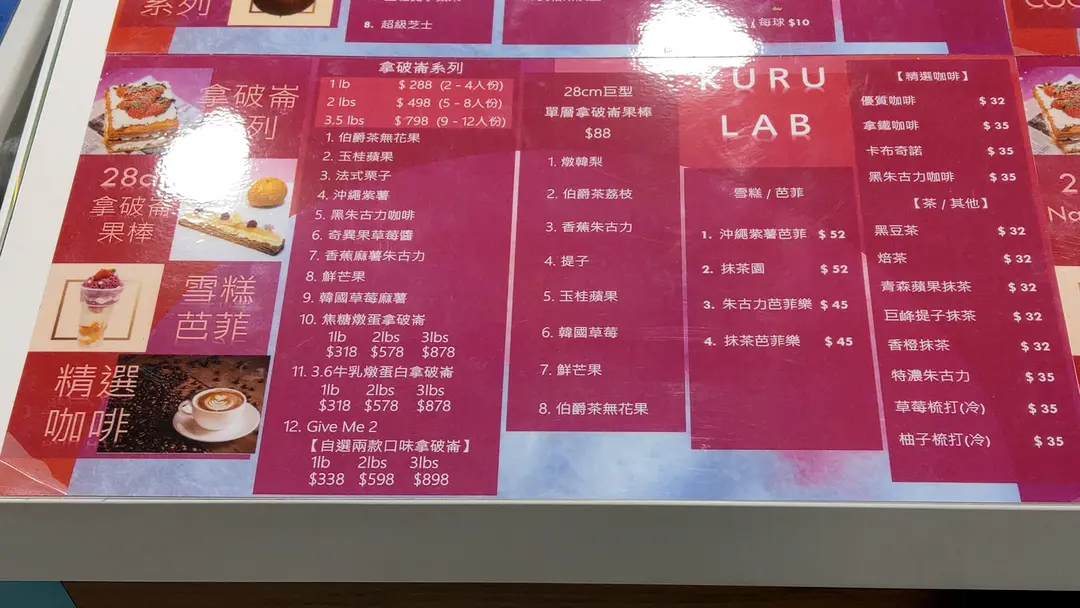 系列
8. 超級芝士
每球 $10
拿破崙
系列
28cm
拿破崙
果棒
雪糕
芭菲
精選
咖啡
拿破崙系列
1 lb $ 288 (2 - 4人份)
2 lbs $ 498 (5 - 8人份)
3.5 lbs $ 798 (9 - 12人份)
1. 伯爵茶無花果
2. 玉桂蘋果
3. 法式栗子
4. 沖繩紫薯
5. 黑朱古力咖啡
6. 奇異果草莓醬
7. 香蕉麻薯朱古力
8. 鮮芒果
9. 韓國草莓麻薯
10. 焦糖燉蛋拿破崙
1lb 2lbs 3lbs
$318 $578 $878
11. 3.6牛乳燉蛋白拿破崙
1lb 2lbs 3lbs
$318 $578 $878
12. Give Me 2
【自選兩款口味拿破崙】
1lb 2lbs 3lbs
$338 $598 $898
28cm巨型
單層拿破崙果棒
$88
1. 燉韓梨
2. 伯爵茶荔枝
3. 香蕉朱古力
4. 提子
5. 玉桂蘋果
6. 韓國草莓
7. 鮮芒果
8. 伯爵茶無花果
KURU
LAB
雪糕 / 芭菲
1. 沖繩紫薯芭菲 $ 52
2. 抹茶園 $ 52
3. 朱古力芭菲樂 $ 45
4. 抹茶芭菲樂 $ 45
【精選咖啡】
優質咖啡 $ 32
拿鐵咖啡 $ 35
卡布奇諾 $ 35
黑朱古力咖啡 $ 35
【茶 / 其他】
黑豆茶 $ 32
焙茶 $ 32
青森蘋果抹茶 $ 32
巨峰提子抹茶 $ 32
香橙抹茶 $ 32
特濃朱古力 $ 35
草莓梳打(冷) $ 35
柚子梳打(冷) $ 35